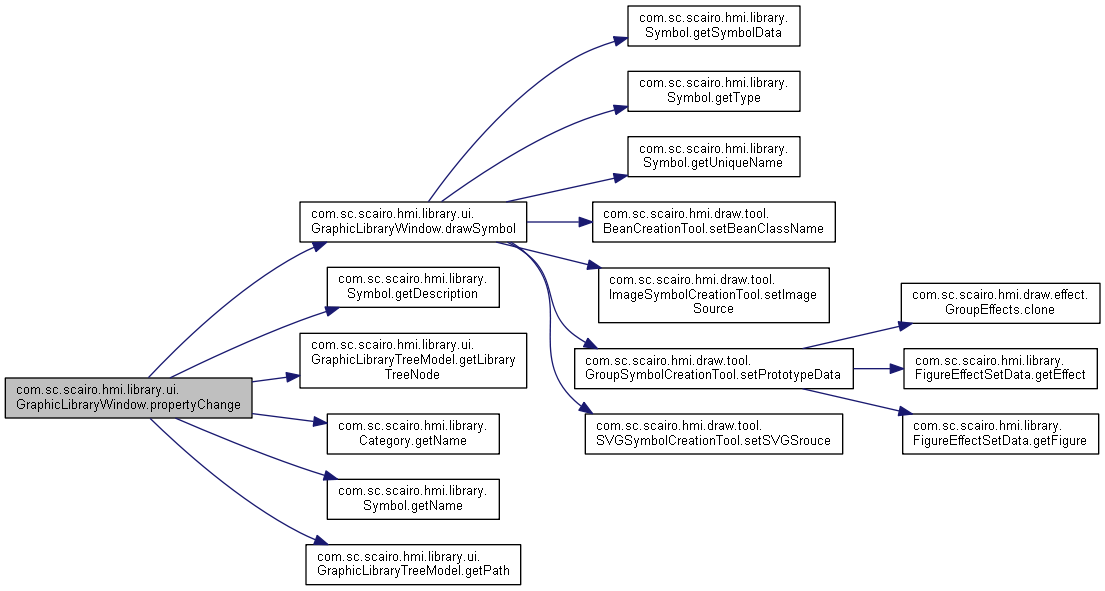 com.sc.scairo.hmi.library.
Symbol.getSymbolData
com.sc.scairo.hmi.library.
Symbol.getType
com.sc.scairo.hmi.library.
Symbol.getUniqueName
com.sc.scairo.hmi.library.ui.
GraphicLibraryWindow.drawSymbol
com.sc.scairo.hmi.draw.tool.
BeanCreationTool.setBeanClassName
com.sc.scairo.hmi.library.
Symbol.getDescription
com.sc.scairo.hmi.draw.tool.
ImageSymbolCreationTool.setImage
Source
com.sc.scairo.hmi.draw.effect.
GroupEffects.clone
com.sc.scairo.hmi.library.ui.
GraphicLibraryTreeModel.getLibrary
TreeNode
com.sc.scairo.hmi.draw.tool.
GroupSymbolCreationTool.setPrototypeData
com.sc.scairo.hmi.library.
FigureEffectSetData.getEffect
com.sc.scairo.hmi.library.ui.
GraphicLibraryWindow.propertyChange
com.sc.scairo.hmi.library.
Category.getName
com.sc.scairo.hmi.draw.tool.
SVGSymbolCreationTool.setSVGSrouce
com.sc.scairo.hmi.library.
FigureEffectSetData.getFigure
com.sc.scairo.hmi.library.
Symbol.getName
com.sc.scairo.hmi.library.ui.
GraphicLibraryTreeModel.getPath